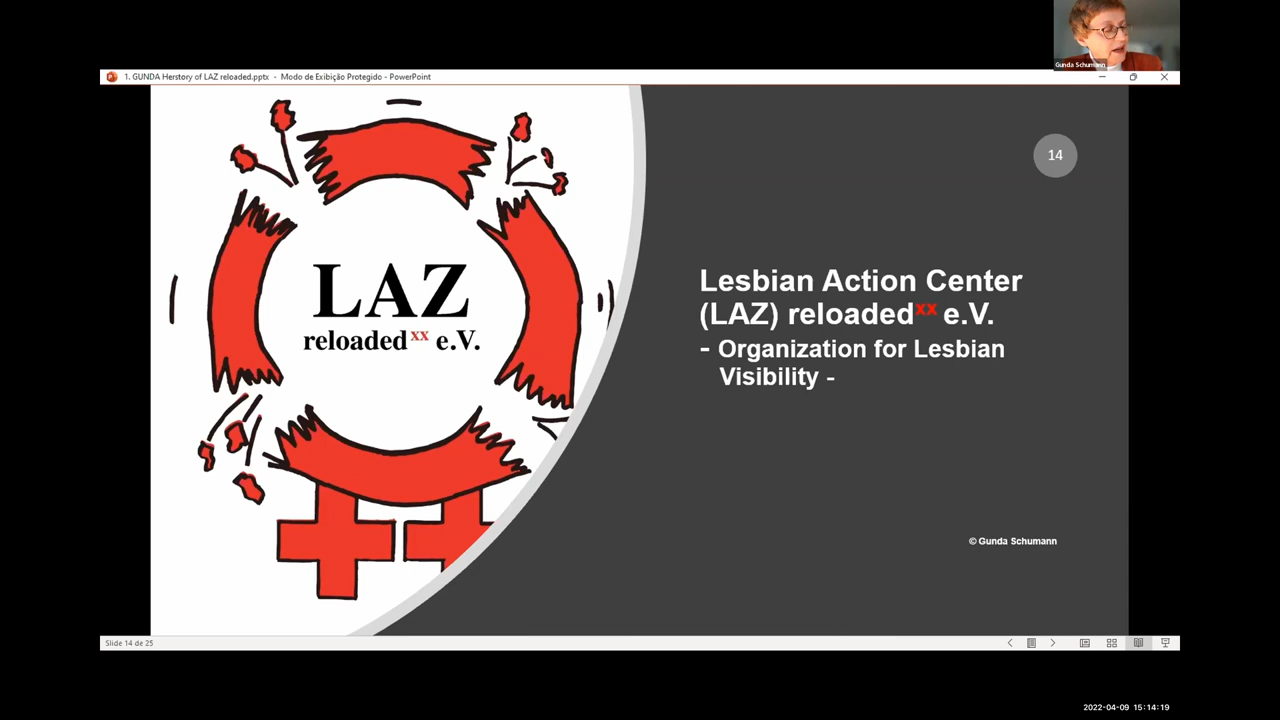 Gunda Schumann
1. GUNDA Herstory of LAZ reloaded.pptx - Modo de Exibição Protegido - PowerPoint
14
LAZ
reloaded xx e.V.
Lesbian Action Center
(LAZ) reloaded xx e.V.
- Organization for Lesbian
Visibility -
© Gunda Schumann
Slide 14 de 25
2022-04-09 15:14:19